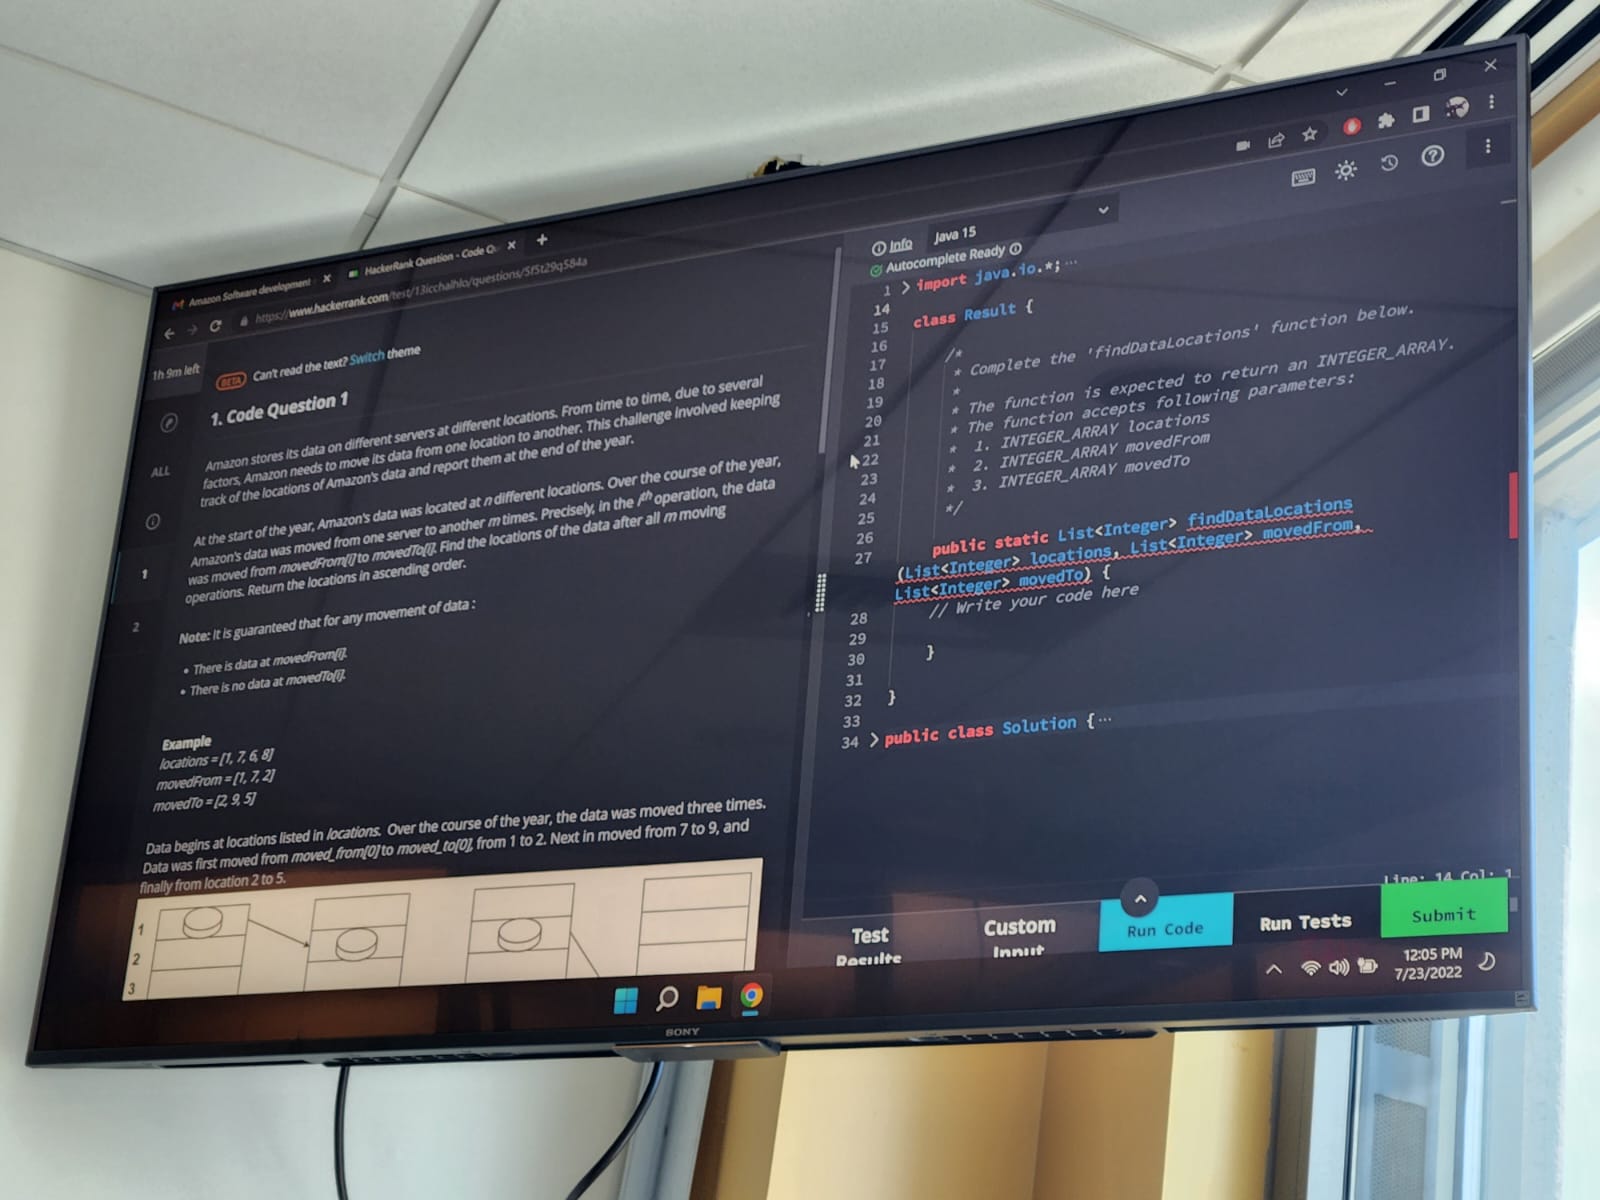 Amazon Software development
HackerRank Question - Code Q
https://www.hackerrank.com/test/13icchalhlo/questions/5f5t29q584a
1h 9m left
BETA Can't read the text? Switch theme
ALL
1
2
1. Code Question 1
Amazon stores its data on different servers at different locations. From time to time, due to several
factors, Amazon needs to move its data from one location to another. This challenge involved keeping
track of the locations of Amazon's data and report them at the end of the year.
At the start of the year, Amazon's data was located at n different locations. Over the course of the year,
Amazon's data was moved from one server to another m times. Precisely, in the ith operation, the data
was moved from movedFrom[i] to movedTo[i]. Find the locations of the data after all m moving
operations. Return the locations in ascending order.
Note: It is guaranteed that for any movement of data :
• There is data at movedFrom[i].
• There is no data at movedTo[i].
Example
locations = [1, 7, 6, 8]
movedFrom = [1, 7, 2]
movedTo = [2, 9, 5]
Data begins at locations listed in locations. Over the course of the year, the data was moved three times.
Data was first moved from moved_from[0] to moved_to[0], from 1 to 2. Next in moved from 7 to 9, and
finally from location 2 to 5.
1
2
3
Info Java 15
Autocomplete Ready
1 > import java.io.*; ...
14
15 class Result {
16
17 /*
18 * Complete the 'findDataLocations' function below.
19 *
20 * The function is expected to return an INTEGER_ARRAY.
21 * The function accepts following parameters:
22 * 1. INTEGER_ARRAY locations
23 * 2. INTEGER_ARRAY movedFrom
24 * 3. INTEGER_ARRAY movedTo
25 */
26
27 public static List<Integer> findDataLocations
(List<Integer> locations, List<Integer> movedFrom,
List<Integer> movedTo) {
28 // Write your code here
29
30 }
31
32 }
33
34 > public class Solution { ...
Line: 14 Col: 1
Test
Results
Custom
Input
Run Code
Run Tests
Submit
12:05 PM
7/23/2022
SONY